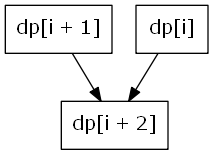 dp[i + 1]
dp[i]
dp[i + 2]